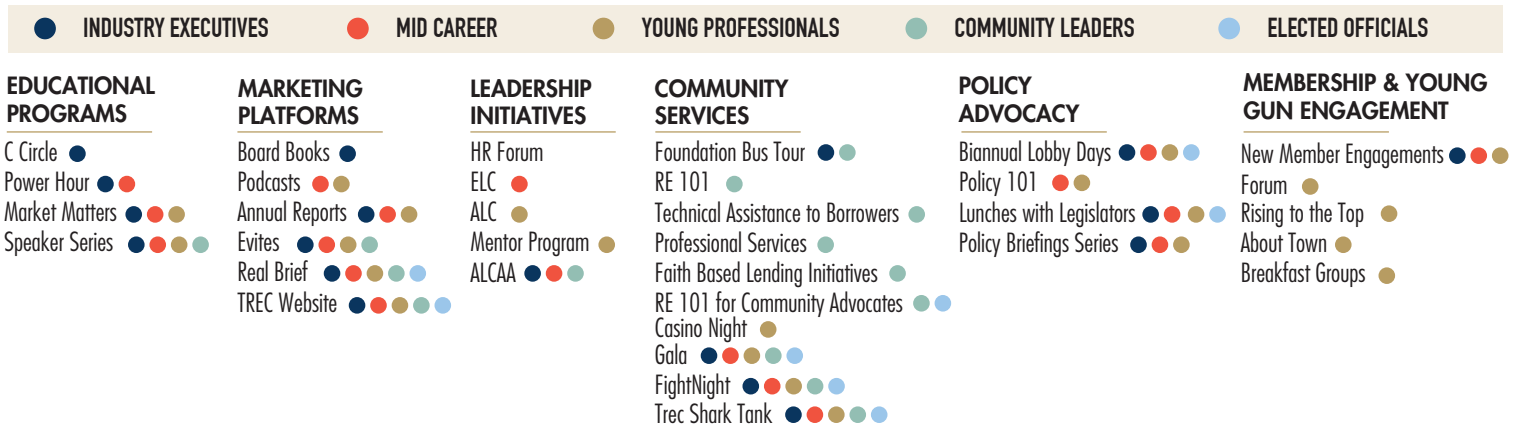 INDUSTRY EXECUTIVES
MID CAREER
YOUNG PROFESSIONALS
COMMUNITY LEADERS
ELECTED OFFICIALS
EDUCATIONAL
PROGRAMS
C Circle
Power Hour
Market Matters
Speaker Series
MARKETING
PLATFORMS
Board Books
Podcasts
Annual Reports
Evites
Real Brief
TREC Website
LEADERSHIP
INITIATIVES
HR Forum
ELC
ALC
Mentor Program
ALCAA
COMMUNITY
SERVICES
Foundation Bus Tour
RE 101
Technical Assistance to Borrowers
Professional Services
Faith Based Lending Initiatives
RE 101 for Community Advocates
Casino Night
Gala
FightNight
Trec Shark Tank
POLICY
ADVOCACY
Biannual Lobby Days
Policy 101
Lunches with Legislators
Policy Briefings Series
MEMBERSHIP & YOUNG
GUN ENGAGEMENT
New Member Engagements
Forum
Rising to the Top
About Town
Breakfast Groups